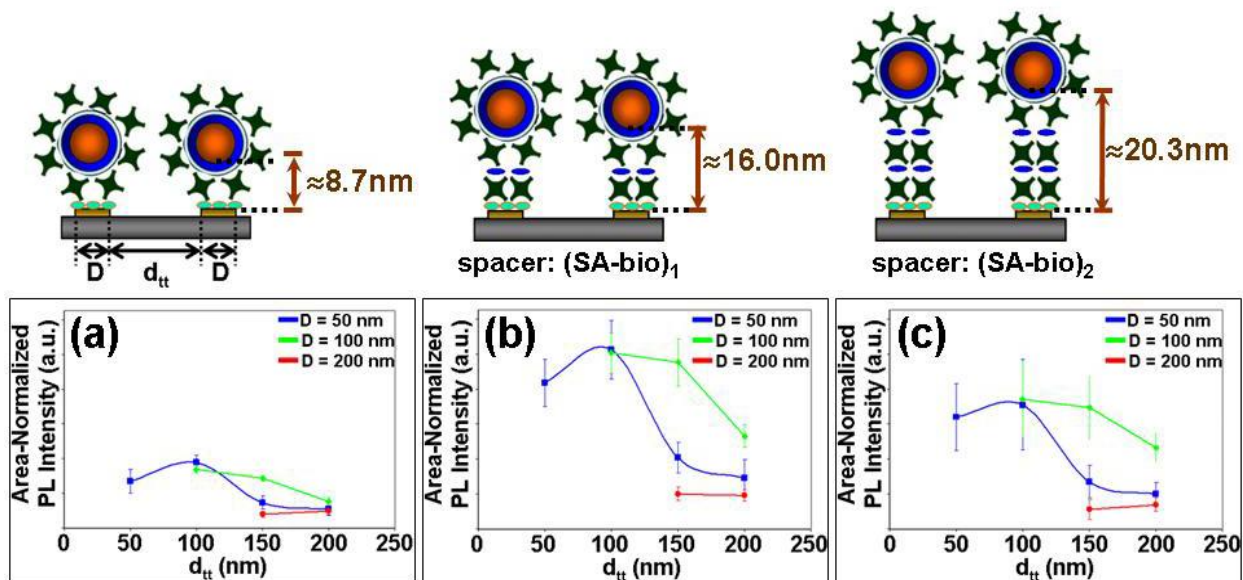 ≈8.7nm
D
d_tt
D
≈16.0nm
spacer: (SA-bio)₁
≈20.3nm
spacer: (SA-bio)₂
(a)
D = 50 nm
D = 100 nm
D = 200 nm
Area-Normalized
PL Intensity (a.u.)
0 50 100 150 200 250
d_tt (nm)
(b)
D = 50 nm
D = 100 nm
D = 200 nm
Area-Normalized
PL Intensity (a.u.)
0 50 100 150 200 250
d_tt (nm)
(c)
D = 50 nm
D = 100 nm
D = 200 nm
Area-Normalized
PL Intensity (a.u.)
0 50 100 150 200 250
d_tt (nm)